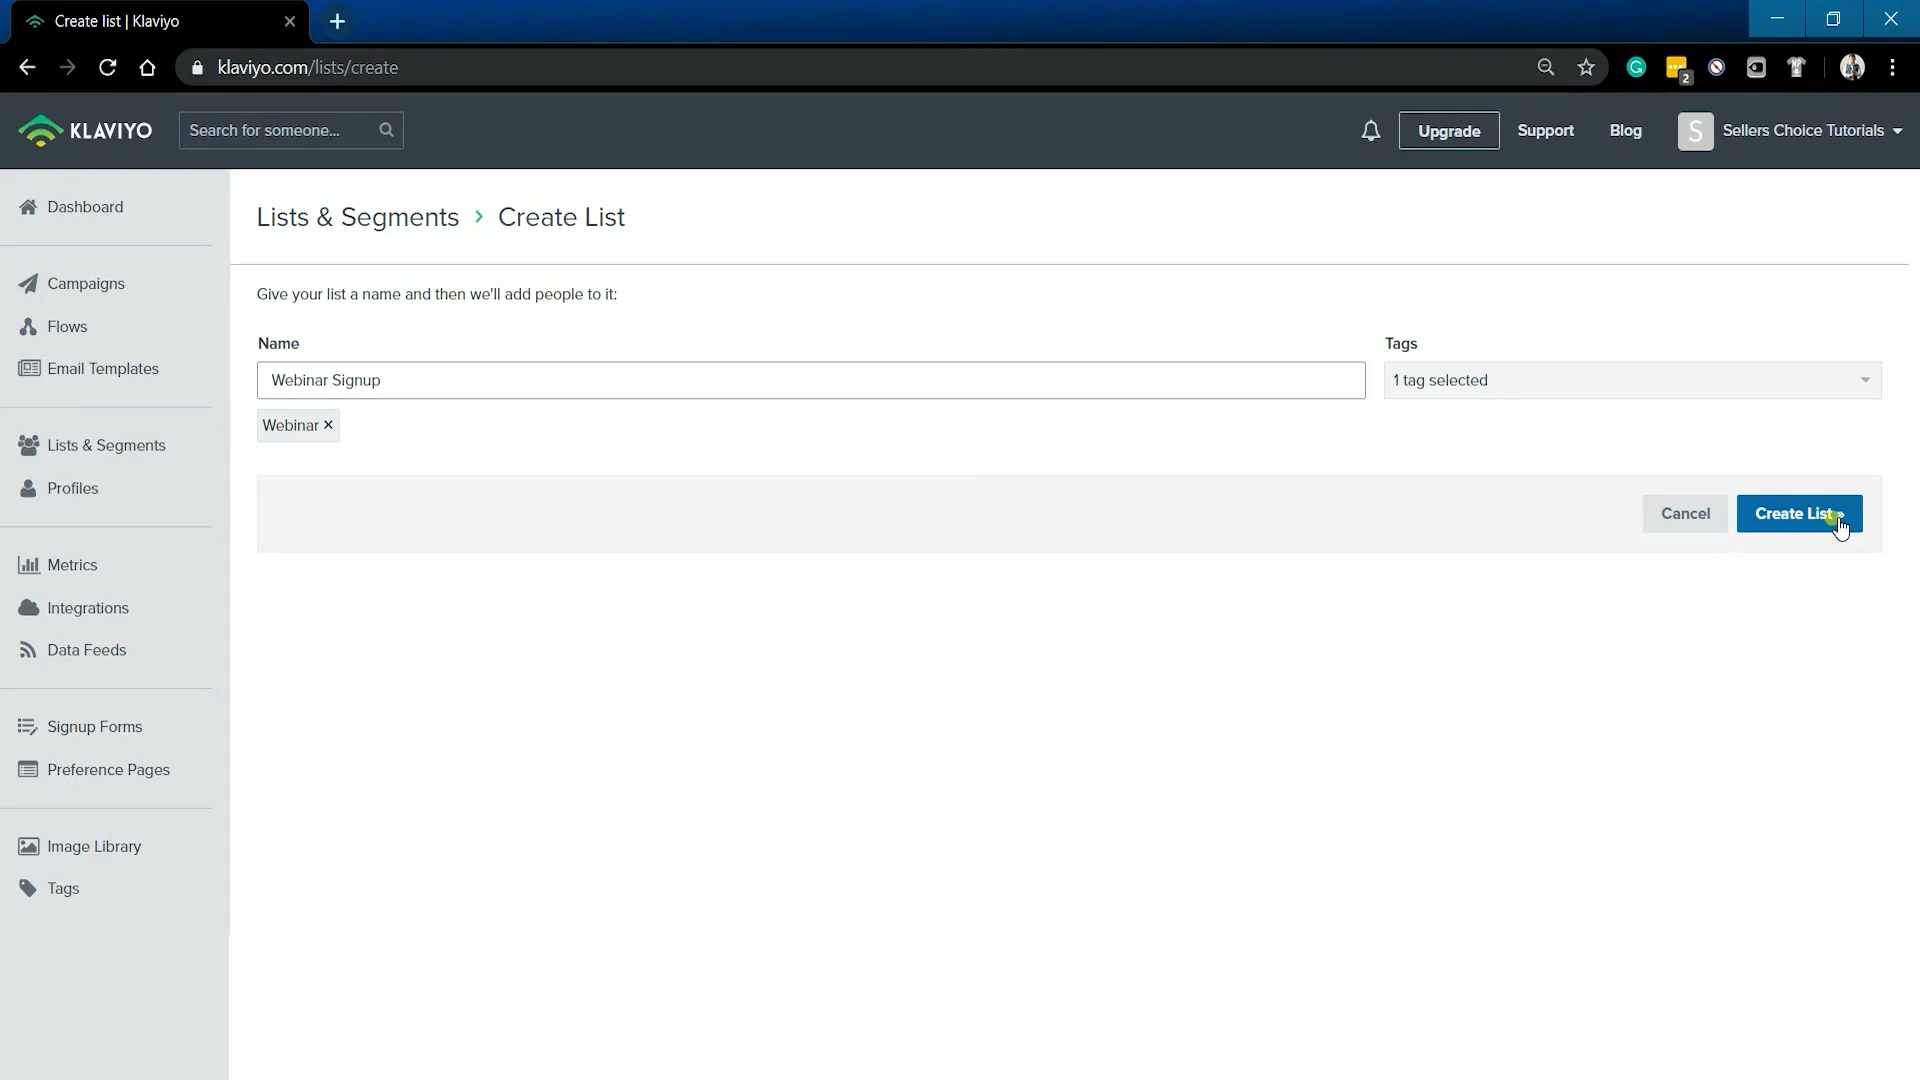 Create list | Klaviyo
klaviyo.com/lists/create
2
KLAVIYO
Search for someone...
Upgrade
Support
Blog
S
Sellers Choice Tutorials
Dashboard
Campaigns
Flows
Email Templates
Lists & Segments
Profiles
Metrics
Integrations
Data Feeds
Signup Forms
Preference Pages
Image Library
Tags
Lists & Segments › Create List
Give your list a name and then we'll add people to it:
Name
Tags
Webinar Signup
1 tag selected
Webinar ×
Cancel
Create List »